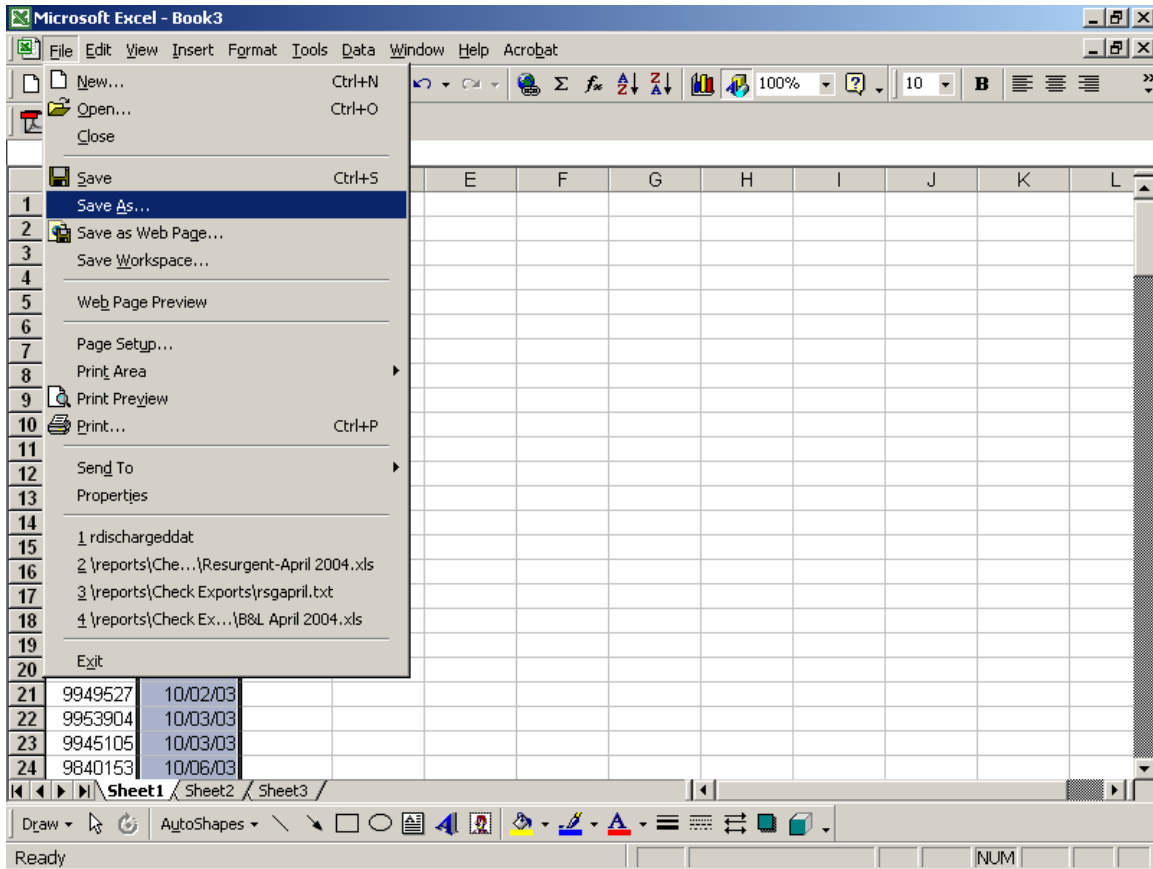 Microsoft Excel - Book3
File Edit View Insert Format Tools Data Window Help Acrobat
New... Ctrl+N
Open... Ctrl+O
Close
Save Ctrl+S
Save As...
Save as Web Page...
Save Workspace...
Web Page Preview
Page Setup...
Print Area
Print Preview
Print... Ctrl+P
Send To
Properties
1 rdischargeddat
2 \reports\Che...\Resurgent-April 2004.xls
3 \reports\Check Exports\rsgapril.txt
4 \reports\Check Ex...\B&L April 2004.xls
Exit
Σ fx A Z Z A 100% ? 10 B
E F G H I J K L
1
2
3
4
5
6
7
8
9
10
11
12
13
14
15
16
17
18
19
20
21 9949527 10/02/03
22 9953904 10/03/03
23 9945105 10/03/03
24 9840153 10/06/03
Sheet1 Sheet2 Sheet3
Draw AutoShapes A A
Ready NUM